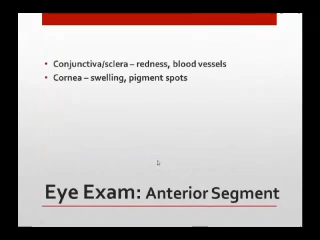 • Conjunctiva/sclera – redness, blood vessels
• Cornea – swelling, pigment spots
Eye Exam: Anterior Segment